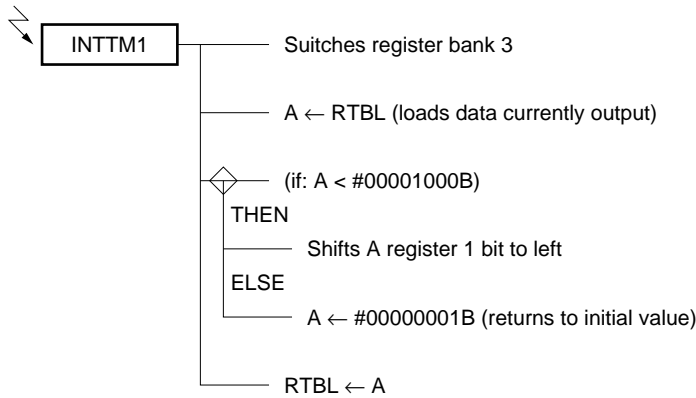 INTTM1
Suitches register bank 3
A ← RTBL (loads data currently output)
(if: A < #00001000B)
THEN
Shifts A register 1 bit to left
ELSE
A ← #00000001B (returns to initial value)
RTBL ← A